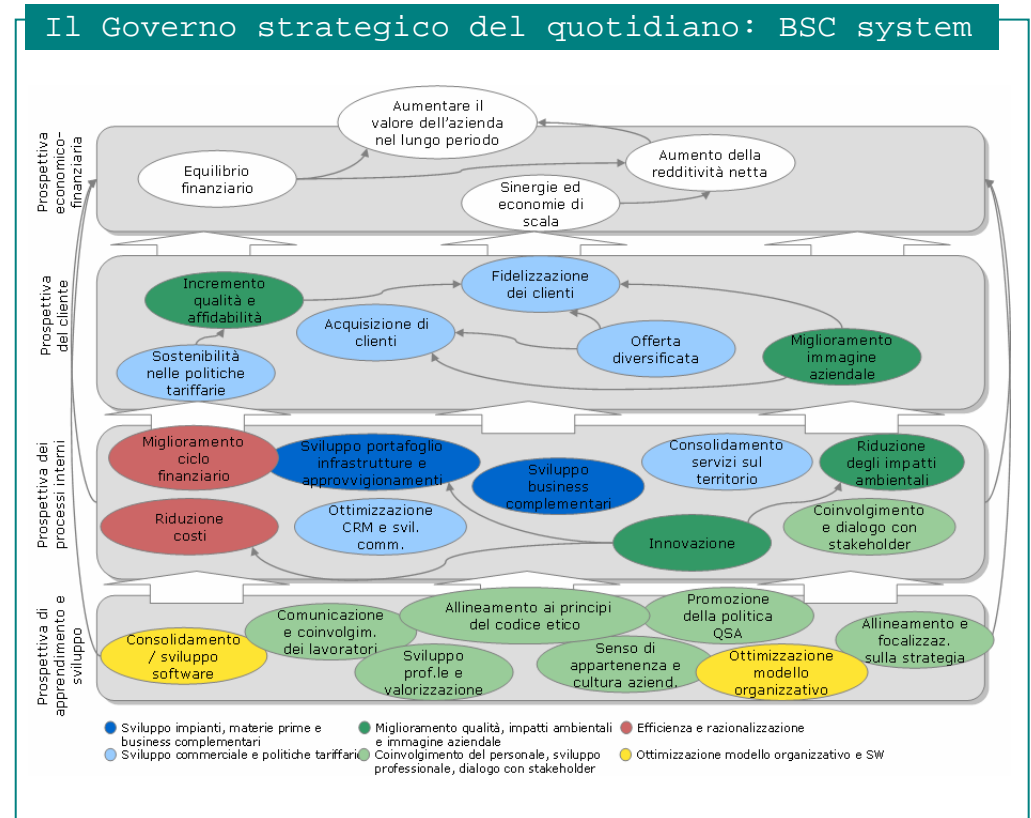 Il Governo strategico del quotidiano: BSC system
Prospettiva
economico-
finanziaria
Aumentare il
valore dell'azienda
nel lungo periodo
Equilibrio
finanziario
Aumento della
redditività netta
Sinergie ed
economie di
scala
Prospettiva
del cliente
Incremento
qualità e
affidabilità
Fidelizzazione
dei clienti
Acquisizione di
clienti
Offerta
diversificata
Sostenibilità
nelle politiche
tariffarie
Miglioramento
immagine
aziendale
Prospettiva dei
processi interni
Miglioramento
ciclo
finanziario
Sviluppo portafoglio
infrastrutture e
approvvigionamenti
Sviluppo
business
complementari
Consolidamento
servizi sul
territorio
Riduzione
degli impatti
ambientali
Riduzione
costi
Ottimizzazione
CRM e svil.
comm.
Innovazione
Coinvolgimento
e dialogo con
stakeholder
Prospettiva di
apprendimento e
sviluppo
Consolidamento
/ sviluppo
software
Comunicazione
e coinvolgim.
dei lavoratori
Allineamento ai principi
del codice etico
Promozione
della politica
QSA
Sviluppo
prof.le e
valorizzazione
Senso di
appartenenza e
cultura aziend.
Ottimizzazione
modello
organizzativo
Allineamento e
focalizzaz.
sulla strategia
Sviluppo impianti, materie prime e
business complementari
Miglioramento qualità, impatti ambientali
e immagine aziendale
Efficienza e razionalizzazione
Sviluppo commerciale e politiche tariffarie
Coinvolgimento del personale, sviluppo
professionale, dialogo con stakeholder
Ottimizzazione modello organizzativo e SW